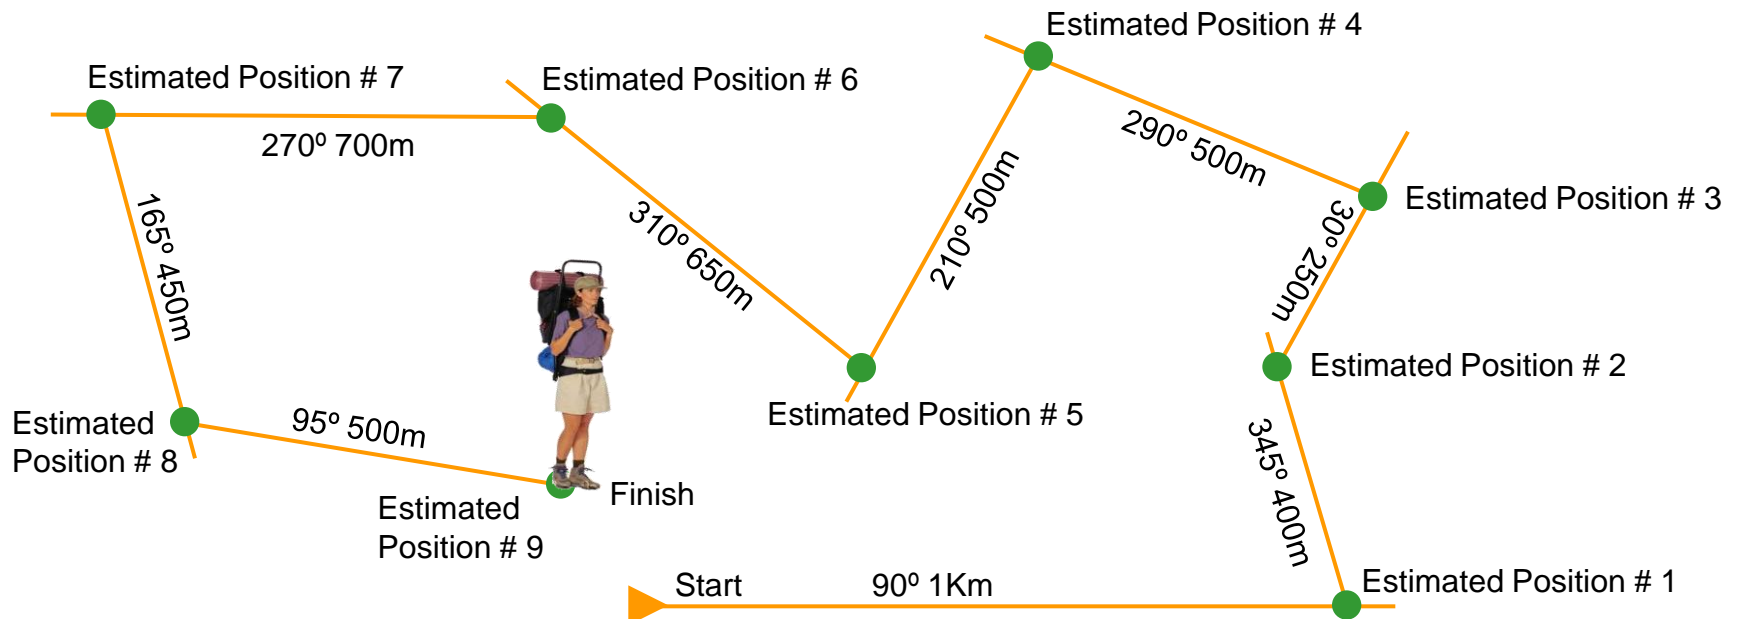 Estimated Position # 4
Estimated Position # 7
Estimated Position # 6
270º 700m
290º 500m
Estimated Position # 3
210º 500m
30º 250m
165º 450m
310º 650m
Estimated Position # 2
Estimated Position # 5
Estimated
Position # 8
95º 500m
345º 400m
Finish
Estimated
Position # 9
Start
90º 1Km
Estimated Position # 1